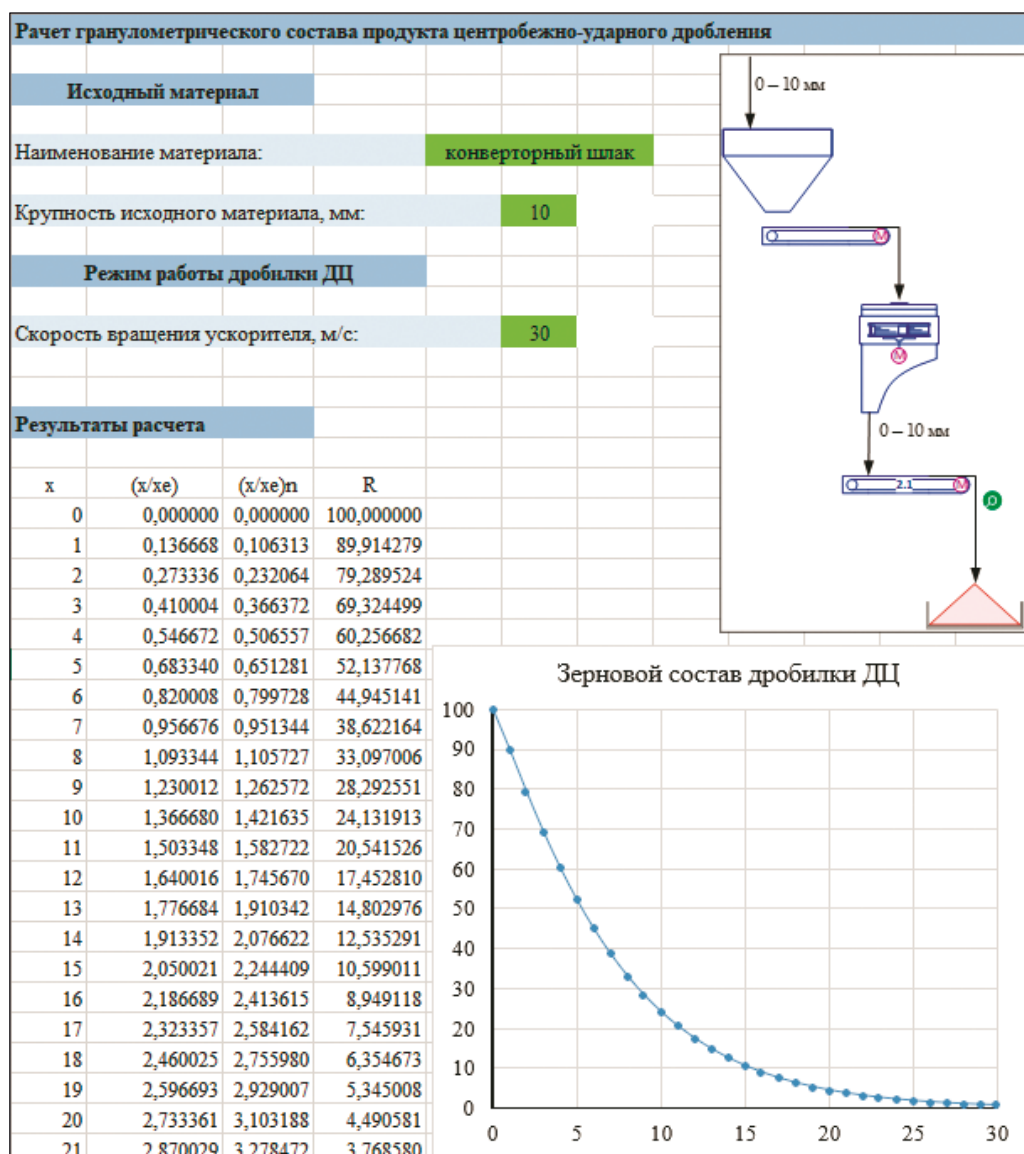 Рачет гранулометрического состава продукта центробежно-ударного дробления
Исходный материал
Наименование материала: конверторный шлак
Крупность исходного материала, мм: 10
Режим работы дробилки ДЦ
Скорость вращения ускорителя, м/с: 30
Результаты расчета
x (x/xe) (x/xe)n R
0 0,000000 0,000000 100,000000
1 0,136668 0,106313 89,914279
2 0,273336 0,232064 79,289524
3 0,410004 0,366372 69,324499
4 0,546672 0,506557 60,256682
5 0,683340 0,651281 52,137768
6 0,820008 0,799728 44,945141
7 0,956676 0,951344 38,622164
8 1,093344 1,105727 33,097006
9 1,230012 1,262572 28,292551
10 1,366680 1,421635 24,131913
11 1,503348 1,582722 20,541526
12 1,640016 1,745670 17,452810
13 1,776684 1,910342 14,802976
14 1,913352 2,076622 12,535291
15 2,050021 2,244409 10,599011
16 2,186689 2,413615 8,949118
17 2,323357 2,584162 7,545931
18 2,460025 2,755980 6,354673
19 2,596693 2,929007 5,345008
20 2,733361 3,103188 4,490581
21 2,870029 3,278472 3,768580
0 – 10 мм
М
М
0 – 10 мм
2.1
М
Зерновой состав дробилки ДЦ
100
90
80
70
60
50
40
30
20
10
0
0 5 10 15 20 25 30